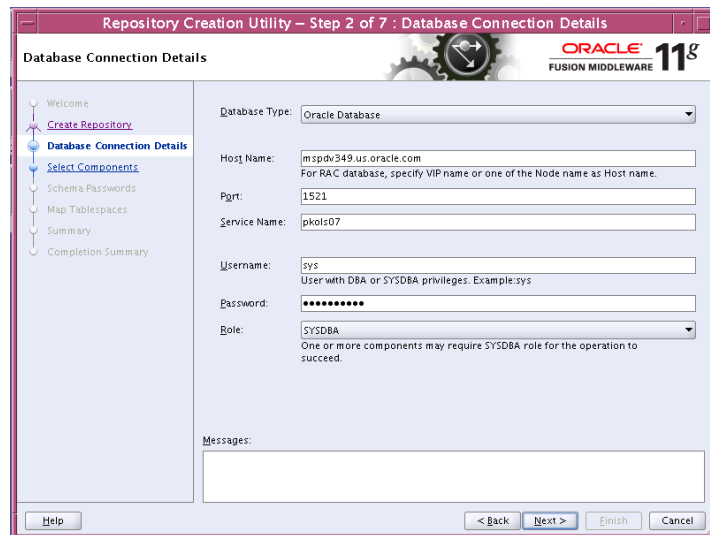 Repository Creation Utility – Step 2 of 7 : Database Connection Details
Database Connection Details
ORACLE
FUSION MIDDLEWARE
11g
Welcome
Create Repository
Database Connection Details
Select Components
Schema Passwords
Map Tablespaces
Summary
Completion Summary
Database Type: Oracle Database
Host Name: mspdv349.us.oracle.com
For RAC database, specify VIP name or one of the Node name as Host name.
Port: 1521
Service Name: pkols07
Username: sys
User with DBA or SYSDBA privileges. Example:sys
Password: ••••••••••
Role: SYSDBA
One or more components may require SYSDBA role for the operation to
succeed.
Messages:
Help
< Back
Next >
Finish
Cancel